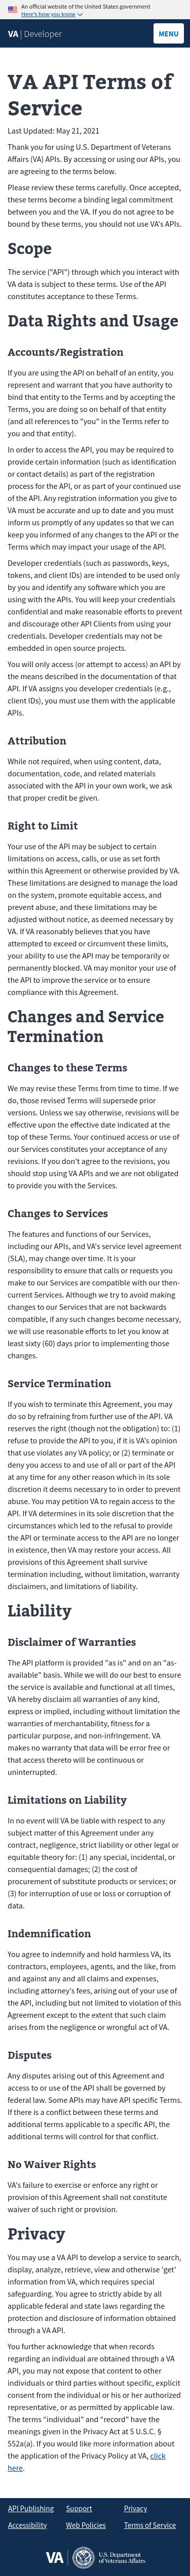 An official website of the United States government
Here's how you know
VA | Developer
MENU
VA API Terms of
Service
Last Updated: May 21, 2021
Thank you for using U.S. Department of Veterans
Affairs (VA) APIs. By accessing or using our APIs, you
are agreeing to the terms below.
Please review these terms carefully. Once accepted,
these terms become a binding legal commitment
between you and the VA. If you do not agree to be
bound by these terms, you should not use VA's APIs.
Scope
The service ("API") through which you interact with
VA data is subject to these terms. Use of the API
constitutes acceptance to these Terms.
Data Rights and Usage
Accounts/Registration
If you are using the API on behalf of an entity, you
represent and warrant that you have authority to
bind that entity to the Terms and by accepting the
Terms, you are doing so on behalf of that entity
(and all references to "you" in the Terms refer to
you and that entity).
In order to access the API, you may be required to
provide certain information (such as identification
or contact details) as part of the registration
process for the API, or as part of your continued use
of the API. Any registration information you give to
VA must be accurate and up to date and you must
inform us promptly of any updates so that we can
keep you informed of any changes to the API or the
Terms which may impact your usage of the API.
Developer credentials (such as passwords, keys,
tokens, and client IDs) are intended to be used only
by you and identify any software which you are
using with the APIs. You will keep your credentials
confidential and make reasonable efforts to prevent
and discourage other API Clients from using your
credentials. Developer credentials may not be
embedded in open source projects.
You will only access (or attempt to access) an API by
the means described in the documentation of that
API. If VA assigns you developer credentials (e.g.,
client IDs), you must use them with the applicable
APIs.
Attribution
While not required, when using content, data,
documentation, code, and related materials
associated with the API in your own work, we ask
that proper credit be given.
Right to Limit
Your use of the API may be subject to certain
limitations on access, calls, or use as set forth
within this Agreement or otherwise provided by VA.
These limitations are designed to manage the load
on the system, promote equitable access, and
prevent abuse, and these limitations may be
adjusted without notice, as deemed necessary by
VA. If VA reasonably believes that you have
attempted to exceed or circumvent these limits,
your ability to use the API may be temporarily or
permanently blocked. VA may monitor your use of
the API to improve the service or to ensure
compliance with this Agreement.
Changes and Service
Termination
Changes to these Terms
We may revise these Terms from time to time. If we
do, those revised Terms will supersede prior
versions. Unless we say otherwise, revisions will be
effective upon the effective date indicated at the
top of these Terms. Your continued access or use of
our Services constitutes your acceptance of any
revisions. If you don't agree to the revisions, you
should stop using VA APIs and we are not obligated
to provide you with the Services.
Changes to Services
The features and functions of our Services,
including our APIs, and VA's service level agreement
(SLA), may change over time. It is your
responsibility to ensure that calls or requests you
make to our Services are compatible with our then-
current Services. Although we try to avoid making
changes to our Services that are not backwards
compatible, if any such changes become necessary,
we will use reasonable efforts to let you know at
least sixty (60) days prior to implementing those
changes.
Service Termination
If you wish to terminate this Agreement, you may
do so by refraining from further use of the API. VA
reserves the right (though not the obligation) to: (1)
refuse to provide the API to you, if it is VA's opinion
that use violates any VA policy; or (2) terminate or
deny you access to and use of all or part of the API
at any time for any other reason which in its sole
discretion it deems necessary to in order to prevent
abuse. You may petition VA to regain access to the
API. If VA determines in its sole discretion that the
circumstances which led to the refusal to provide
the API or terminate access to the API are no longer
in existence, then VA may restore your access. All
provisions of this Agreement shall survive
termination including, without limitation, warranty
disclaimers, and limitations of liability.
Liability
Disclaimer of Warranties
The API platform is provided "as is" and on an "as-
available" basis. While we will do our best to ensure
the service is available and functional at all times,
VA hereby disclaim all warranties of any kind,
express or implied, including without limitation the
warranties of merchantability, fitness for a
particular purpose, and non-infringement. VA
makes no warranty that data will be error free or
that access thereto will be continuous or
uninterrupted.
Limitations on Liability
In no event will VA be liable with respect to any
subject matter of this Agreement under any
contract, negligence, strict liability or other legal or
equitable theory for: (1) any special, incidental, or
consequential damages; (2) the cost of
procurement of substitute products or services; or
(3) for interruption of use or loss or corruption of
data.
Indemnification
You agree to indemnify and hold harmless VA, its
contractors, employees, agents, and the like, from
and against any and all claims and expenses,
including attorney's fees, arising out of your use of
the API, including but not limited to violation of this
Agreement except to the extent that such claim
arises from the negligence or wrongful act of VA.
Disputes
Any disputes arising out of this Agreement and
access to or use of the API shall be governed by
federal law. Some APIs may have API specific Terms.
If there is a conflict between these terms and
additional terms applicable to a specific API, the
additional terms will control for that conflict.
No Waiver Rights
VA's failure to exercise or enforce any right or
provision of this Agreement shall not constitute
waiver of such right or provision.
Privacy
You may use a VA API to develop a service to search,
display, analyze, retrieve, view and otherwise 'get'
information from VA, which requires special
safeguarding. You agree to strictly abide by all
applicable federal and state laws regarding the
protection and disclosure of information obtained
through a VA API.
You further acknowledge that when records
regarding an individual are obtained through a VA
API, you may not expose that content to other
individuals or third parties without specific, explicit
consent from the individual or his or her authorized
representative, or as permitted by applicable law.
The terms “individual” and “record” have the
meanings given in the Privacy Act at 5 U.S.C. §
552a(a). If you would like more information about
the application of the Privacy Policy at VA, click
here.
API Publishing Support Privacy
Accessibility Web Policies Terms of Service
VA U.S. Department
of Veterans Affairs